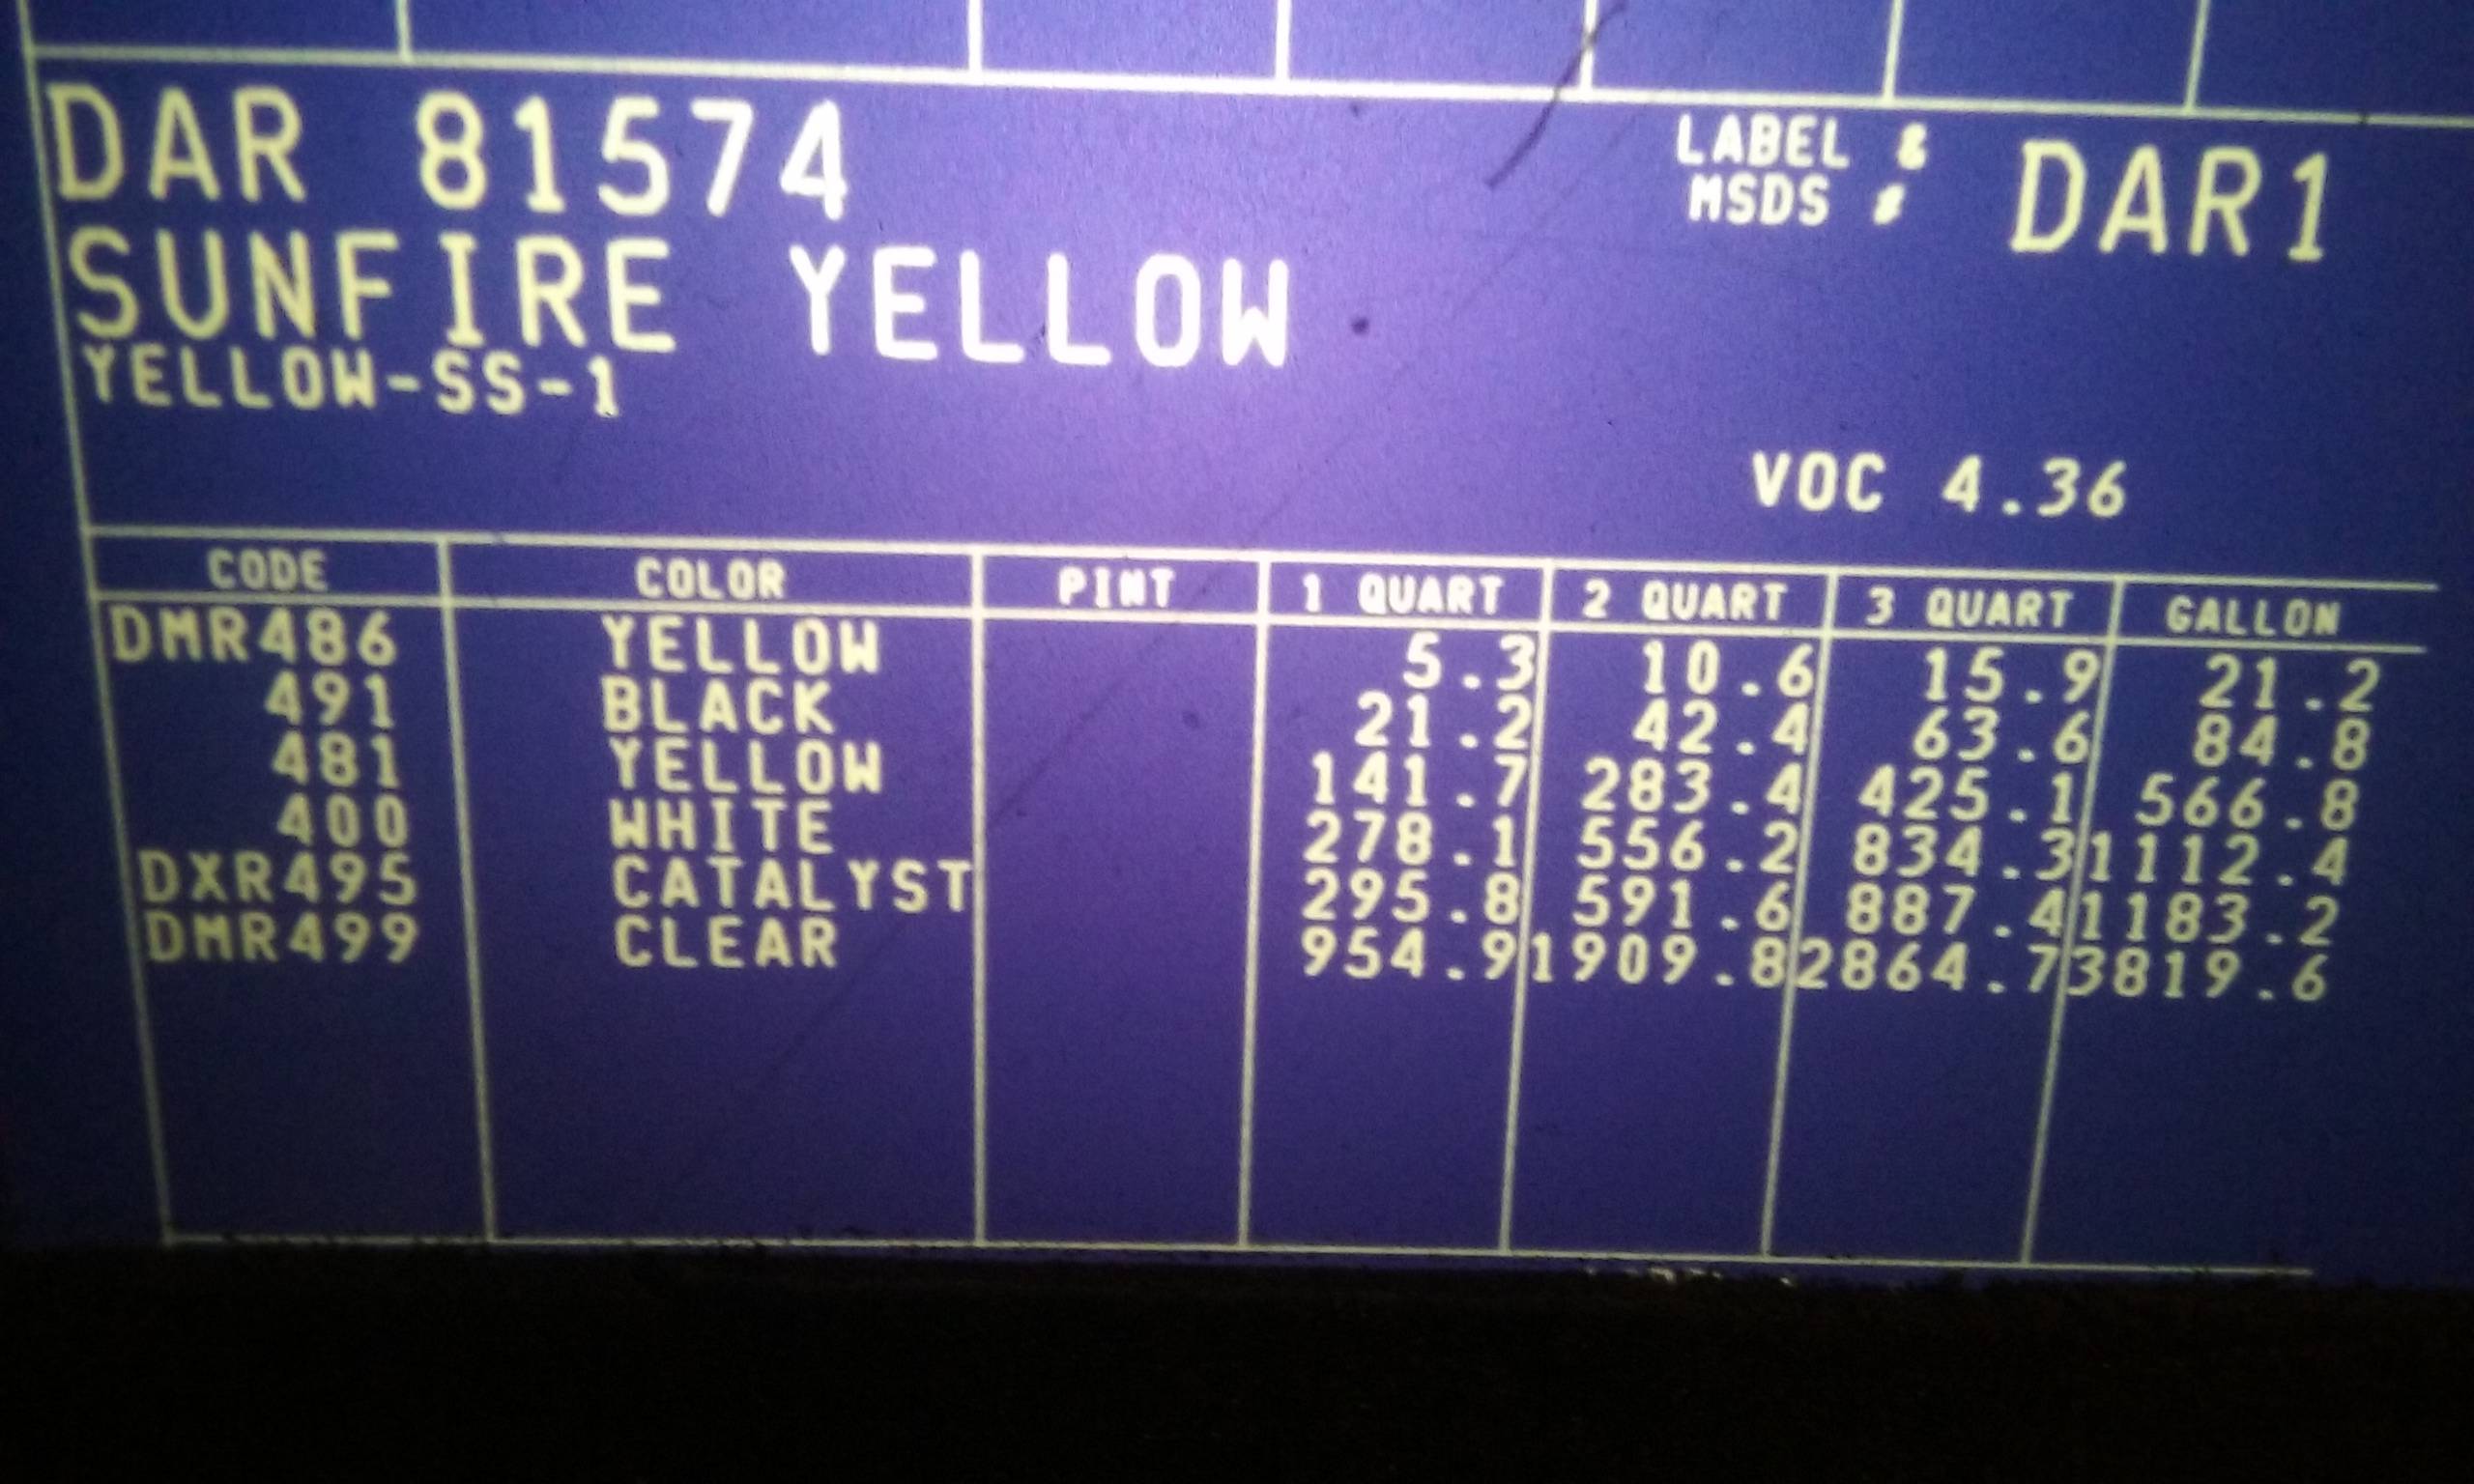 DAR 81574
LABEL &
MSDS #
DAR1
SUNFIRE YELLOW
YELLOW-SS-1
VOC 4.36
CODE COLOR PINT 1 QUART 2 QUART 3 QUART GALLON
DMR486 YELLOW 5.3 10.6 15.9 21.2
491 BLACK 21.2 42.4 63.6 84.8
481 YELLOW 141.7 283.4 425.1 566.8
400 WHITE 278.1 556.2 834.3 1112.4
DXR495 CATALYST 295.8 591.6 887.4 1183.2
DMR499 CLEAR 954.9 1909.8 2864.7 3819.6